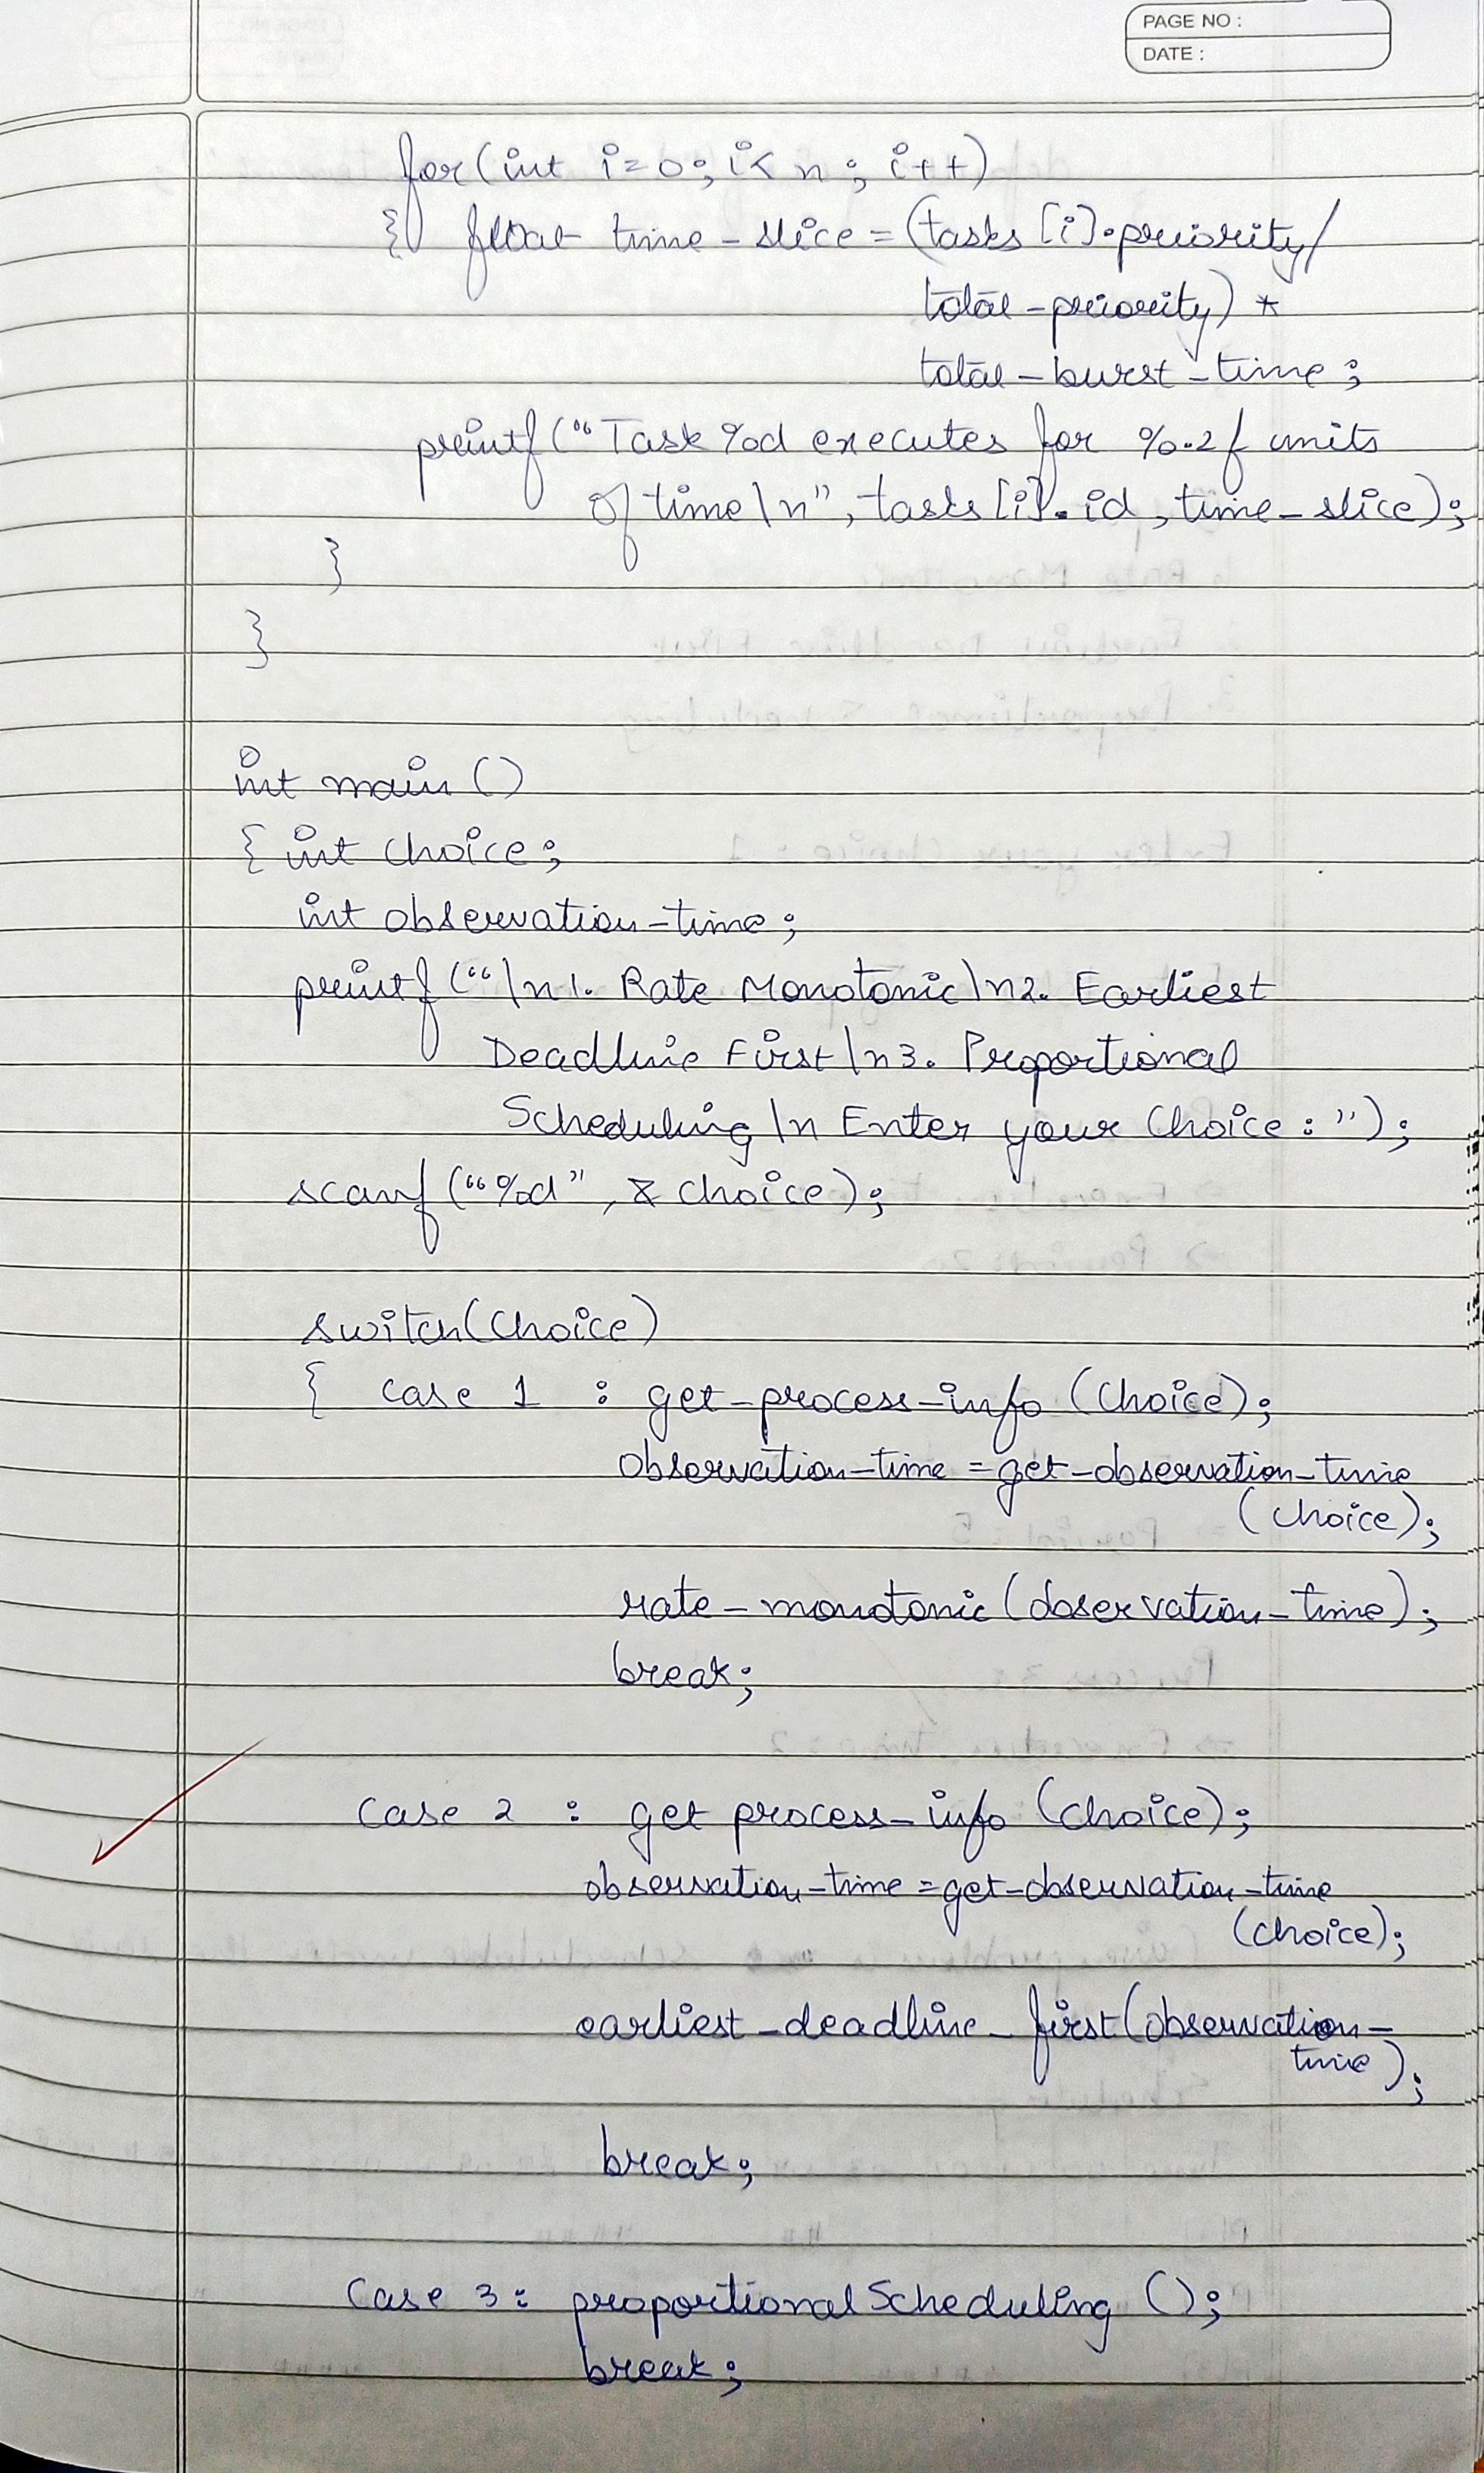 PAGE NO :
DATE :
for(int i=0; i< n ; i++)
{ float time-slice = (tasks[i].priority/
total-priority) *
total-burst-time;
printf("Task %d executes for %.2f units
of time\n", tasks[i].id, time-slice);
}
}
int main()
{ int choice;
int observation-time;
printf("\n1. Rate Monotonic\n2. Earliest
Deadline First\n3. Proportional
Scheduling\n Enter your choice: ");
scanf("%d", &choice);
switch(choice)
{ case 1 : get-process-info (choice);
observation-time = get-observation-time
(choice);
rate-monotonic(observation-time);
break;
case 2 : get process-info (choice);
observation-time = get-observation-time
(choice);
earliest-deadline-first(observation-
time);
break;
case 3: proportionalScheduling ();
break;